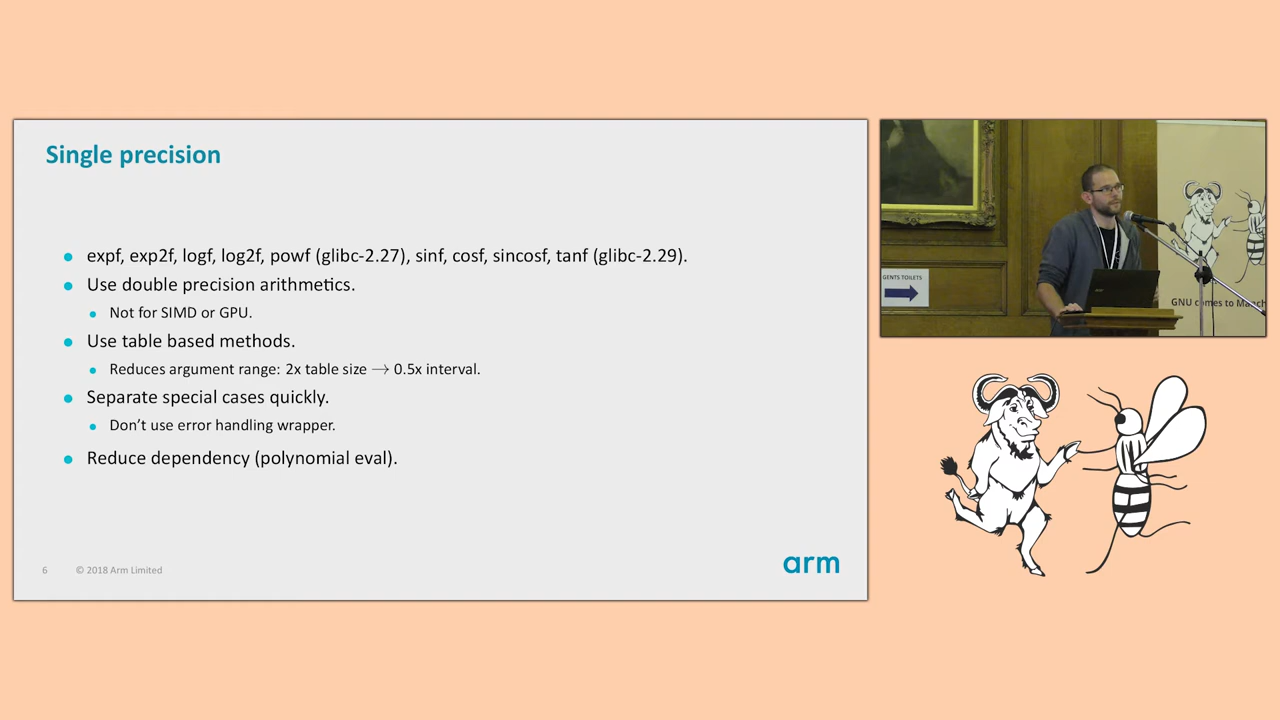 Single precision
• expf, exp2f, logf, log2f, powf (glibc-2.27), sinf, cosf, sincosf, tanf (glibc-2.29).
• Use double precision arithmetics.
• Not for SIMD or GPU.
• Use table based methods.
• Reduces argument range: 2x table size → 0.5x interval.
• Separate special cases quickly.
• Don't use error handling wrapper.
• Reduce dependency (polynomial eval).
6 © 2018 Arm Limited
arm
GENTS TOILETS
GNU comes to Manch